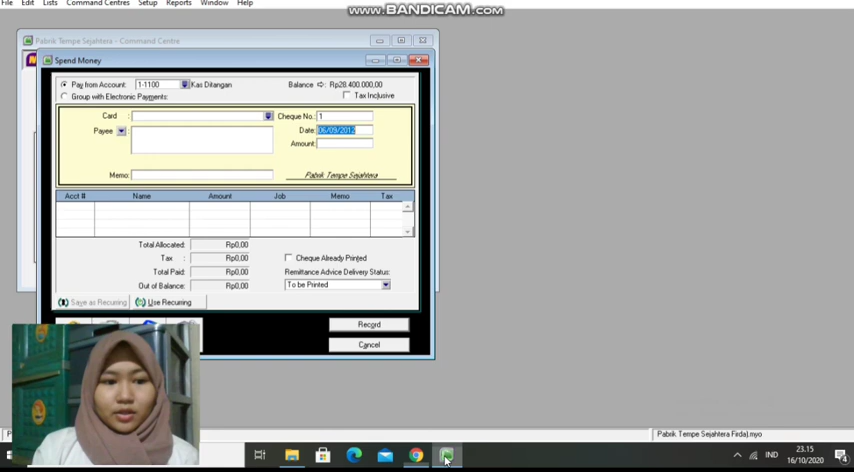 File Edit Lists Command Centres Setup Reports Window Help
www.BANDICAM.com
Pabrik Tempe Sejahtera - Command Centre
Spend Money
Pay from Account: 1-1100 Kas Ditangan Balance Rp28.400.000,00
Group with Electronic Payments: Tax Inclusive
Card : Cheque No.: 1
Payee : Date: 06/09/2012
Amount:
Memo: Pabrik Tempe Sejahtera
Acct # Name Amount Job Memo Tax
Total Allocated: Rp0,00
Tax : Rp0,00 Cheque Already Printed
Total Paid: Rp0,00 Remittance Advice Delivery Status:
Out of Balance: Rp0,00 To be Printed
Save as Recurring Use Recurring
Record
Cancel
Pabrik Tempe Sejahtera Firda).myo
IND 23.15
16/10/2020 4